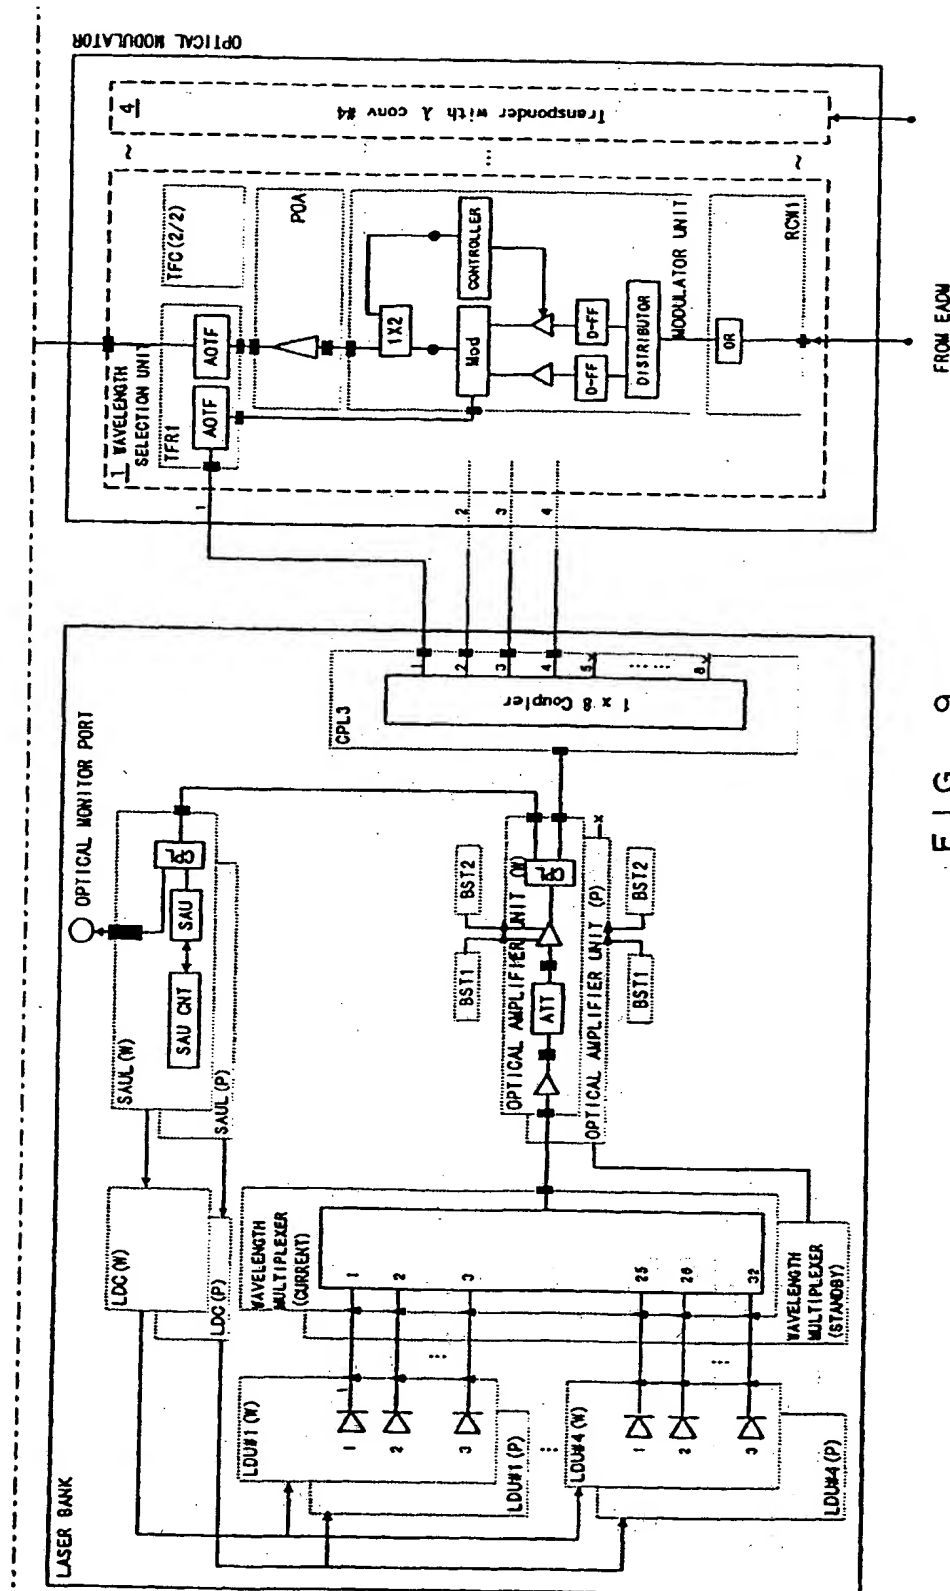 OPTICAL MODULATOR
4
Transponder with λ conv #4
~
...
~
1 WAVELENGTH
SELECTION UNIT
TFR1
AOTF
AOTF
TFC(2/2)
POA
1X2
CONTROLLER
Mod
D-FF
D-FF
DISTRIBUTOR
MODULATOR UNIT
OR
RCW1
FROM EADM
1
2
3
4
LASER BANK
OPTICAL MONITOR PORT
SAUL(W)
CPL
SAU
SAU CNT
SAUL(P)
LDC(W)
LDC(P)
CPL3
1 x 8 Coupler
1
2
3
4
5
......
8
OPTICAL AMPLIFIER UNIT (W)
CPL
ATT
BST1
BST2
OPTICAL AMPLIFIER UNIT (P)
BST1
BST2
WAVELENGTH
MULTIPLEXER
(CURRENT)
1
2
3
25
26
32
WAVELENGTH
MULTIPLEXER
(STANDBY)
LDU#1(W)
1
1
2
3
...
LDU#1(P)
...
LDU#4(W)
1
2
3
...
LDU#4(P)
FIG. 9